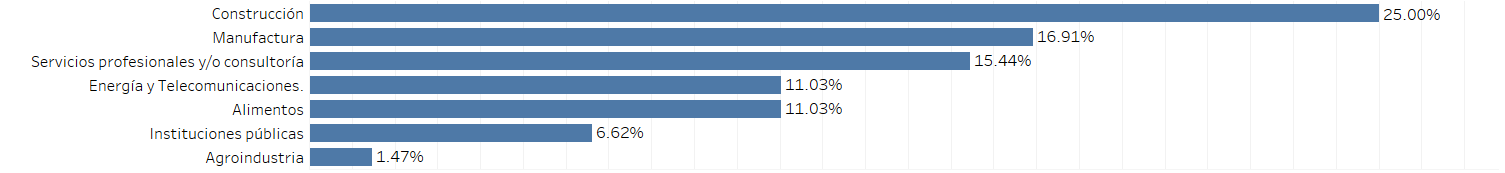 Construcción 25.00%
Manufactura 16.91%
Servicios profesionales y/o consultoría 15.44%
Energía y Telecomunicaciones. 11.03%
Alimentos 11.03%
Instituciones públicas 6.62%
Agroindustria 1.47%